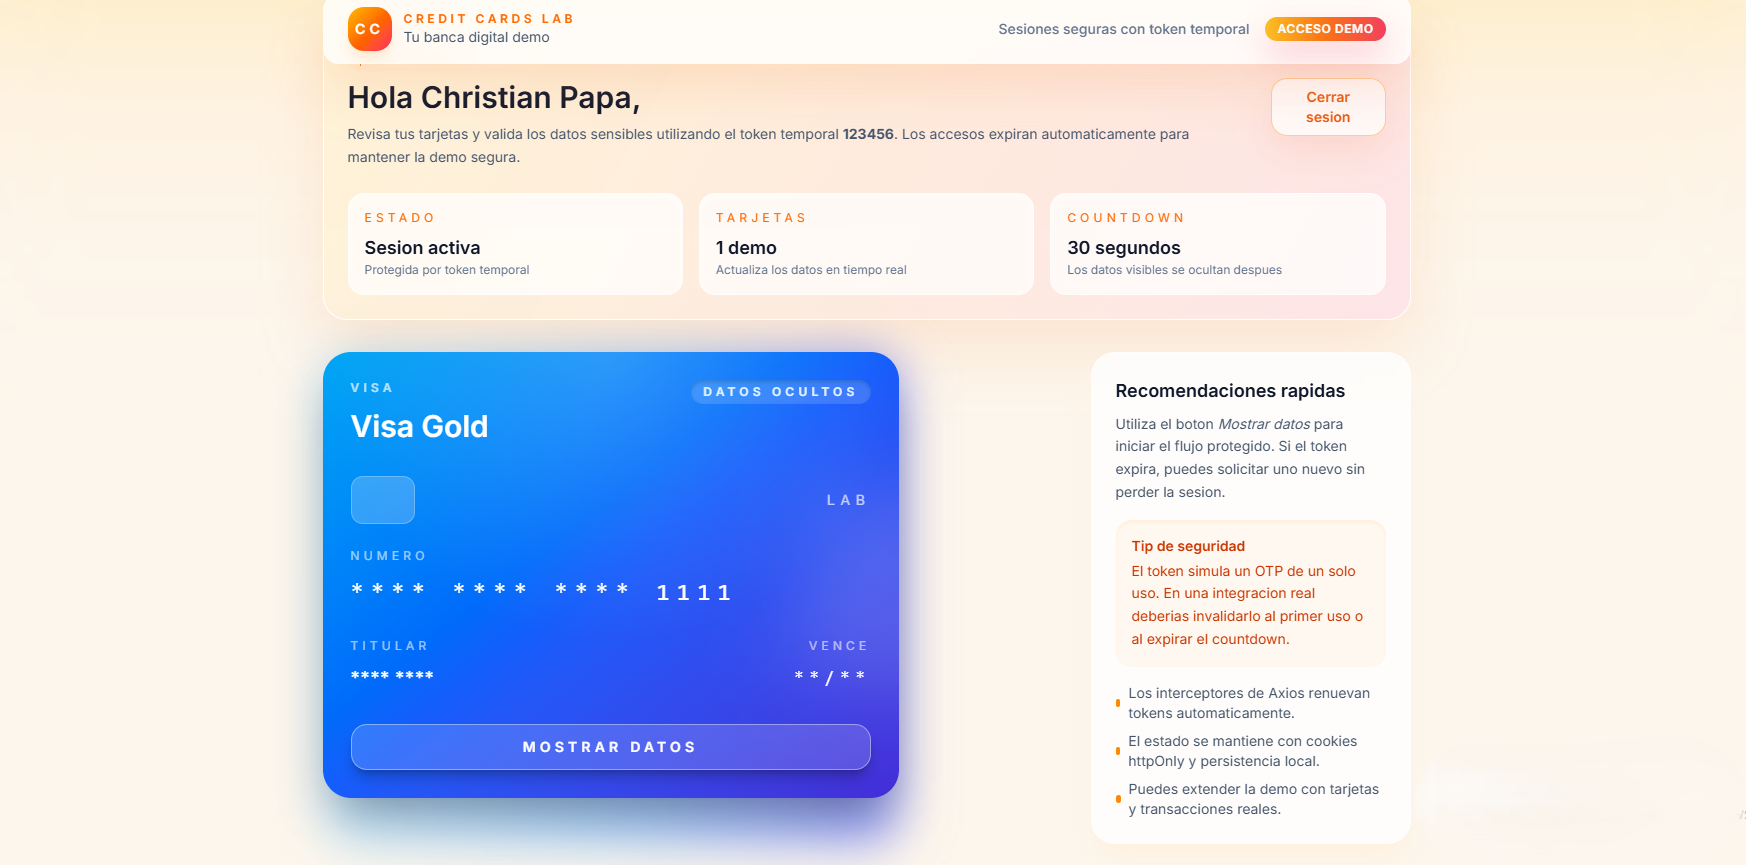 CC
CREDIT CARDS LAB
Tu banca digital demo
Sesiones seguras con token temporal
ACCESO DEMO
Hola Christian Papa,
Cerrar
sesion
Revisa tus tarjetas y valida los datos sensibles utilizando el token temporal 123456. Los accesos expiran automaticamente para
mantener la demo segura.
ESTADO
Sesion activa
Protegida por token temporal
TARJETAS
1 demo
Actualiza los datos en tiempo real
COUNTDOWN
30 segundos
Los datos visibles se ocultan despues
VISA
DATOS OCULTOS
Visa Gold
LAB
NUMERO
**** **** **** 1111
TITULAR
**** ****
VENCE
**/**
MOSTRAR DATOS
Recomendaciones rapidas
Utiliza el boton Mostrar datos para
iniciar el flujo protegido. Si el token
expira, puedes solicitar uno nuevo sin
perder la sesion.
Tip de seguridad
El token simula un OTP de un solo
uso. En una integracion real
deberias invalidarlo al primer uso o
al expirar el countdown.
Los interceptores de Axios renuevan
tokens automaticamente.
El estado se mantiene con cookies
httpOnly y persistencia local.
Puedes extender la demo con tarjetas
y transacciones reales.